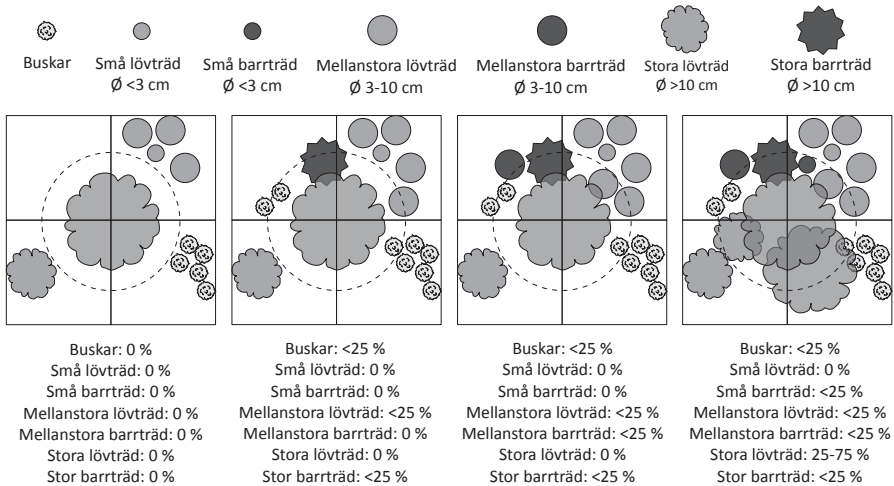 Buskar
Små lövträd
Ø <3 cm
Små barrträd
Ø <3 cm
Mellanstora lövträd
Ø 3-10 cm
Mellanstora barrträd
Ø 3-10 cm
Stora lövträd
Ø >10 cm
Stora barrträd
Ø >10 cm
Buskar: 0 %
Små lövträd: 0 %
Små barrträd: 0 %
Mellanstora lövträd: 0 %
Mellanstora barrträd: 0 %
Stora lövträd: 0 %
Stor barrträd: 0 %
Buskar: <25 %
Små lövträd: 0 %
Små barrträd: 0 %
Mellanstora lövträd: <25 %
Mellanstora barrträd: 0 %
Stora lövträd: 0 %
Stor barrträd: <25 %
Buskar: <25 %
Små lövträd: 0 %
Små barrträd: 0 %
Mellanstora lövträd: <25 %
Mellanstora barrträd: <25 %
Stora lövträd: 0 %
Stor barrträd: <25 %
Buskar: <25 %
Små lövträd: 0 %
Små barrträd: <25 %
Mellanstora lövträd: <25 %
Mellanstora barrträd: <25 %
Stora lövträd: 25-75 %
Stor barrträd: <25 %